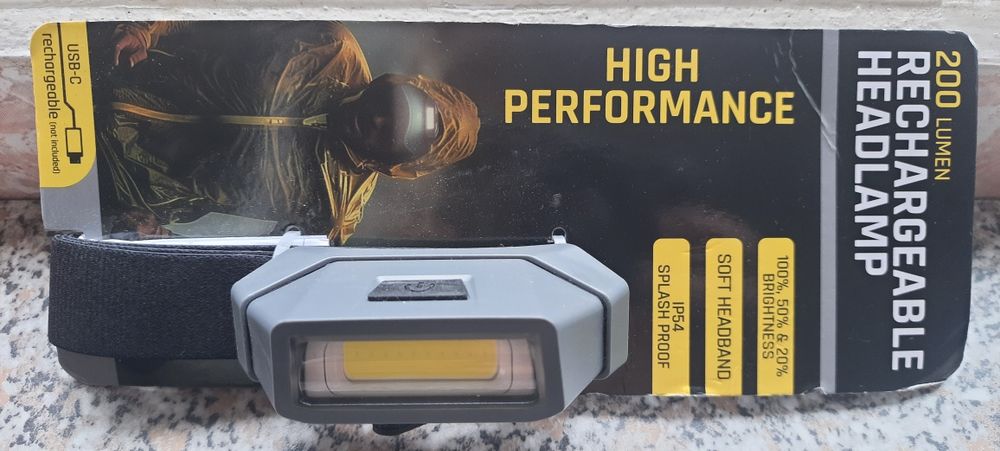 200 LUMEN
RECHARGEABLE
HEADLAMP
HIGH
PERFORMANCE
100%, 50% & 20%
BRIGHTNESS
SOFT HEADBAND
IP54
SPLASH PROOF
USB-C
rechargeable (not included)